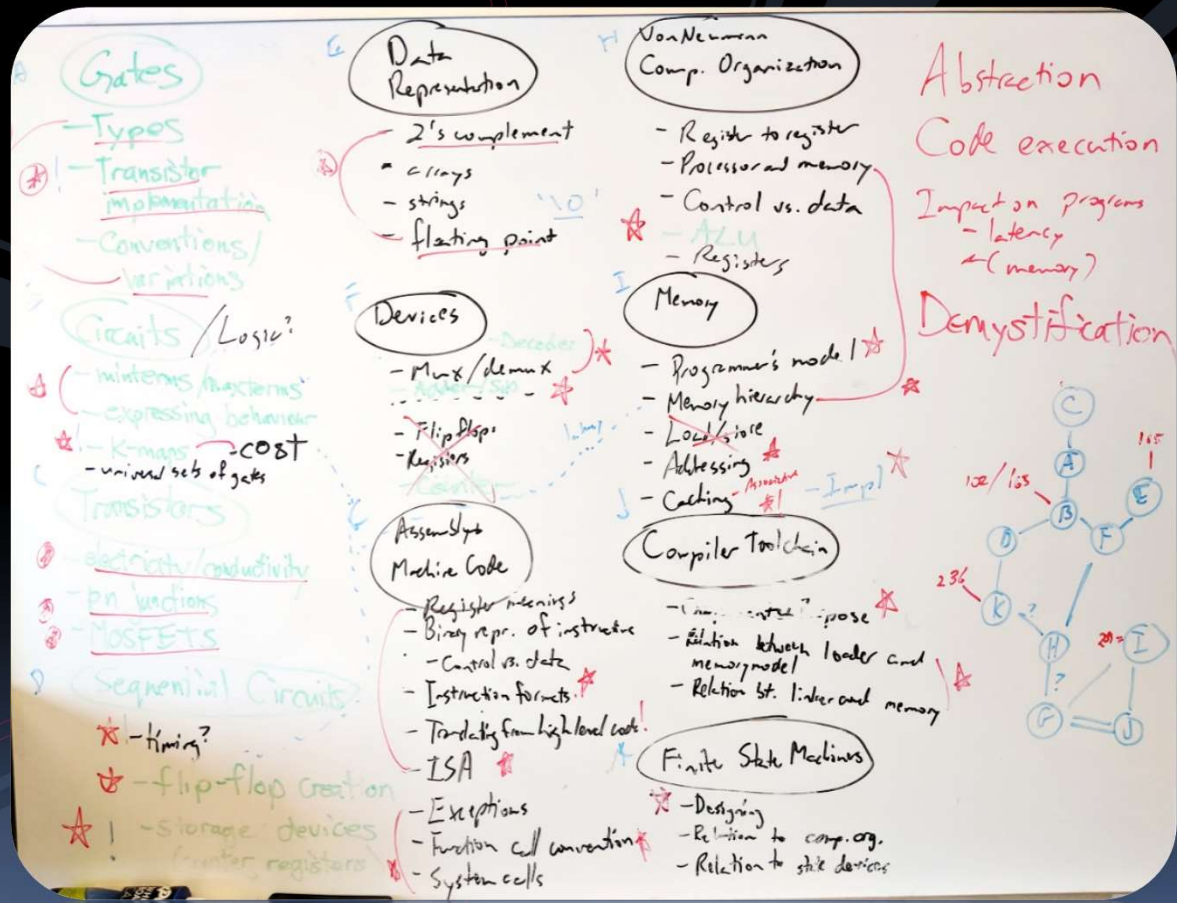 A
Gates
- Types
! - Transistor
implementation
- Conventions/
variations
Circuits /Logic?
- minterms/maxterms
- expressing behaviour
! - K-maps COST
- universal sets of gates
C
Transistors
- electricity/conductivity
- pn junctions
- MOSFETS
D
Sequential Circuits
! - timing?
- flip-flop creation
! - Storage devices
counter, registers
Data
Representation
- 2's complement
- arrays
- strings
'\0'
- floating point
F
Devices
- Decoder
- Mux/demux
- Adder/Sub
- Flip flops
- Registers
- Counter
Assembly+
Machine Code
- Register meanings
- Binary repr. of instructions
- Control vs. data
- Instruction formats
- Translating from high level code!
- ISA
- Exceptions
- Function call convention
- System calls
H
Von Neumann
Comp. Organization
- Register to register
- Processor and memory
- Control vs. data
- ALU
- Registers
I
Memory
- Programmer's model
- Memory hierarchy
- Load/store
- Addressing
- Caching - Associative
- Impl
J
Compiler Toolchain
- Relation between loader and
memory model
- Relation bt. linker and memory
Finite State Machines
- Designing
- Relation to comp. org.
- Relation to state devices
Abstraction
Code execution
Impact on programs
- latency
(memory)
Demystification
C
A
165
E
B
F
D
236
K
?
H
I
?
G
J